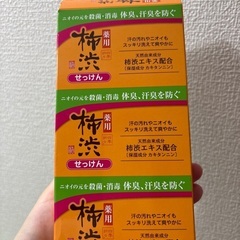 ニオイの元を殺菌・消毒 体臭、汗臭を防ぐ
薬用
柿渋
せっけん
汗の汚れやニオイも
スッキリ洗えて爽やかに
天然由来成分
柿渋エキス配合
(保湿成分 カキタンニン)
ニオイの元を殺菌・消毒 体臭、汗臭を防ぐ
薬用
柿渋
せっけん
汗の汚れやニオイも
スッキリ洗えて爽やかに
天然由来成分
柿渋エキス配合
(保湿成分 カキタンニン)
ニオイの元を殺菌・消毒 体臭、汗臭を防ぐ
薬用
柿
汗の汚れやニオイも
スッキリ洗えて爽やかに
天然由来成分